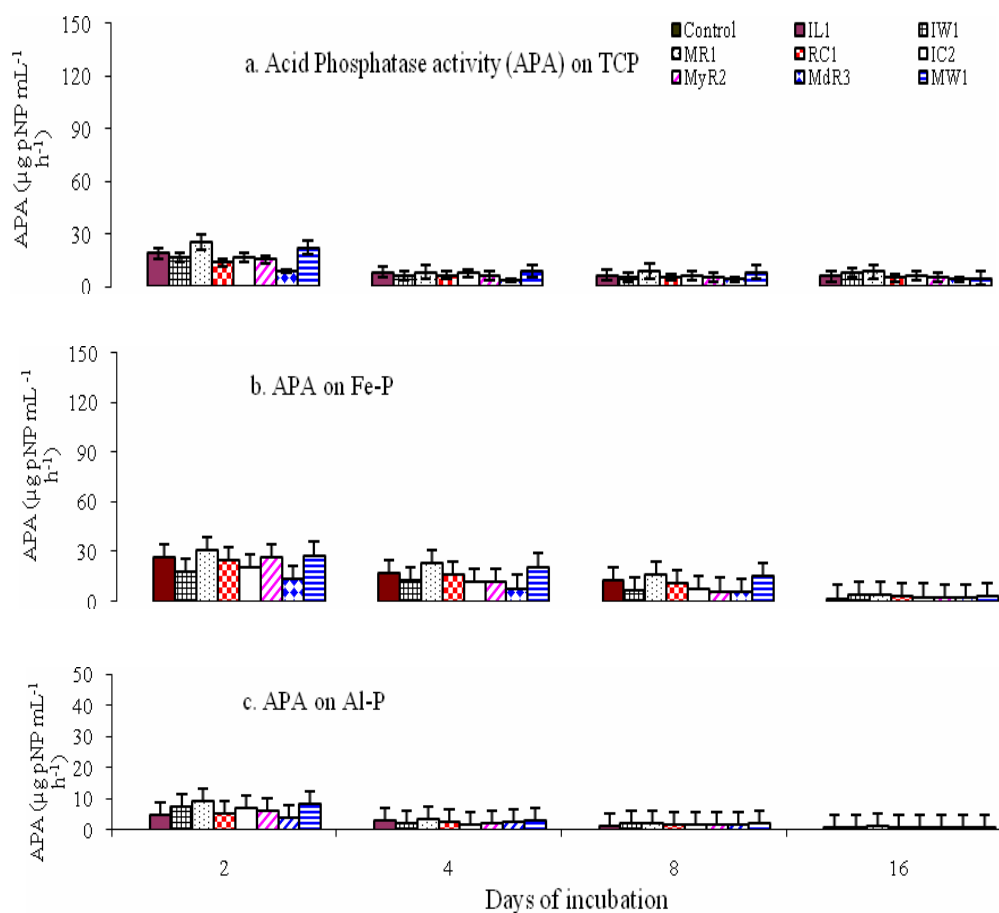 150
120
90
60
30
0
APA (µg pNP mL⁻¹
h⁻¹)
a. Acid Phosphatase activity (APA) on TCP
Control IL1 IW1
MR1 RC1 IC2
MyR2 MdR3 MW1
150
120
90
60
30
0
APA (µg pNP mL⁻¹
h⁻¹)
b. APA on Fe-P
50
40
30
20
10
0
APA (µg pNP mL⁻¹
h⁻¹)
c. APA on Al-P
2 4 8 16
Days of incubation